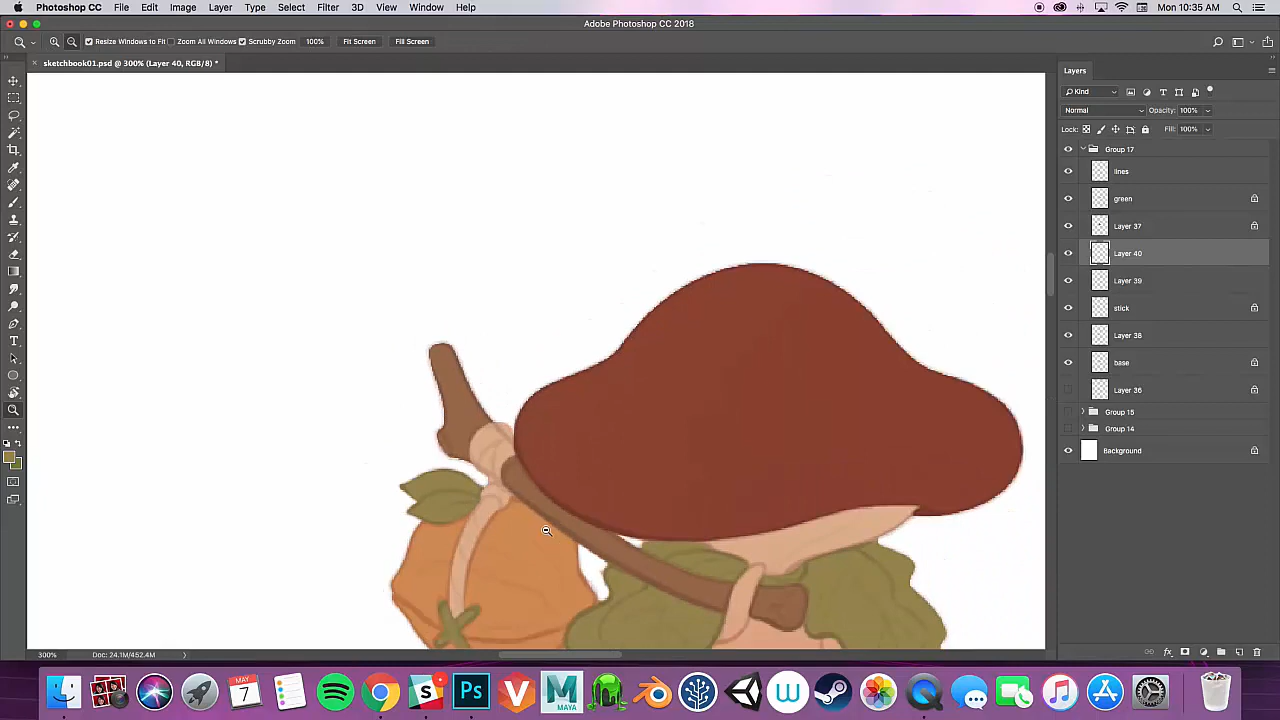 Photoshop CC File Edit Image Layer Type Select Filter 3D View Window Help Mon 10:35 AM
Adobe Photoshop CC 2018
Resize Windows to Fit Zoom All Windows Scrubby Zoom 100% Fit Screen Fill Screen
sketchbook01.psd @ 300% (Layer 40, RGB/8) *
Layers
Kind
Normal Opacity: 100%
Lock: Fill: 100%
Group 17
lines
green
Layer 37
Layer 40
Layer 39
stick
Layer 38
base
Layer 36
Group 15
Group 14
Background
300% Doc: 24.1M/452.4M
MAY
7
Ps
MAYA